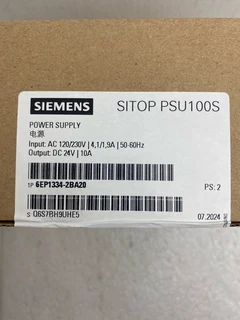 SIEMENS
SITOP PSU100S
POWER SUPPLY
电源
Input: AC 120/230V | 4,1/1,9A | 50-60Hz
Output: DC 24V | 10A
1P 6EP1334-2BA20
PS: 2
S Q6S7BH9UHE5
07.2024